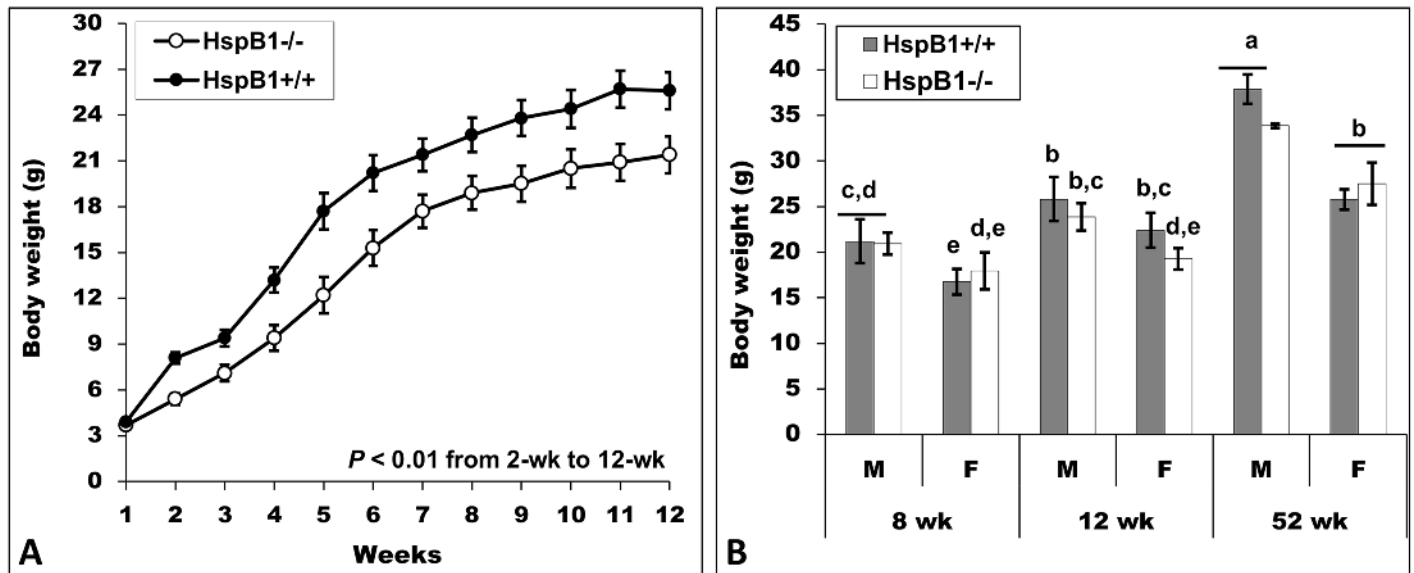 30
27
24
21
18
15
12
9
6
3
0
Body weight (g)
HspB1-/-
HspB1+/+
P < 0.01 from 2-wk to 12-wk
1 2 3 4 5 6 7 8 9 10 11 12
Weeks
A
45
40
35
30
25
20
15
10
5
0
Body weight (g)
HspB1+/+
HspB1-/-
c,d
e
d,e
b
b,c
b,c
d,e
a
b
M F M F M F
8 wk 12 wk 52 wk
B